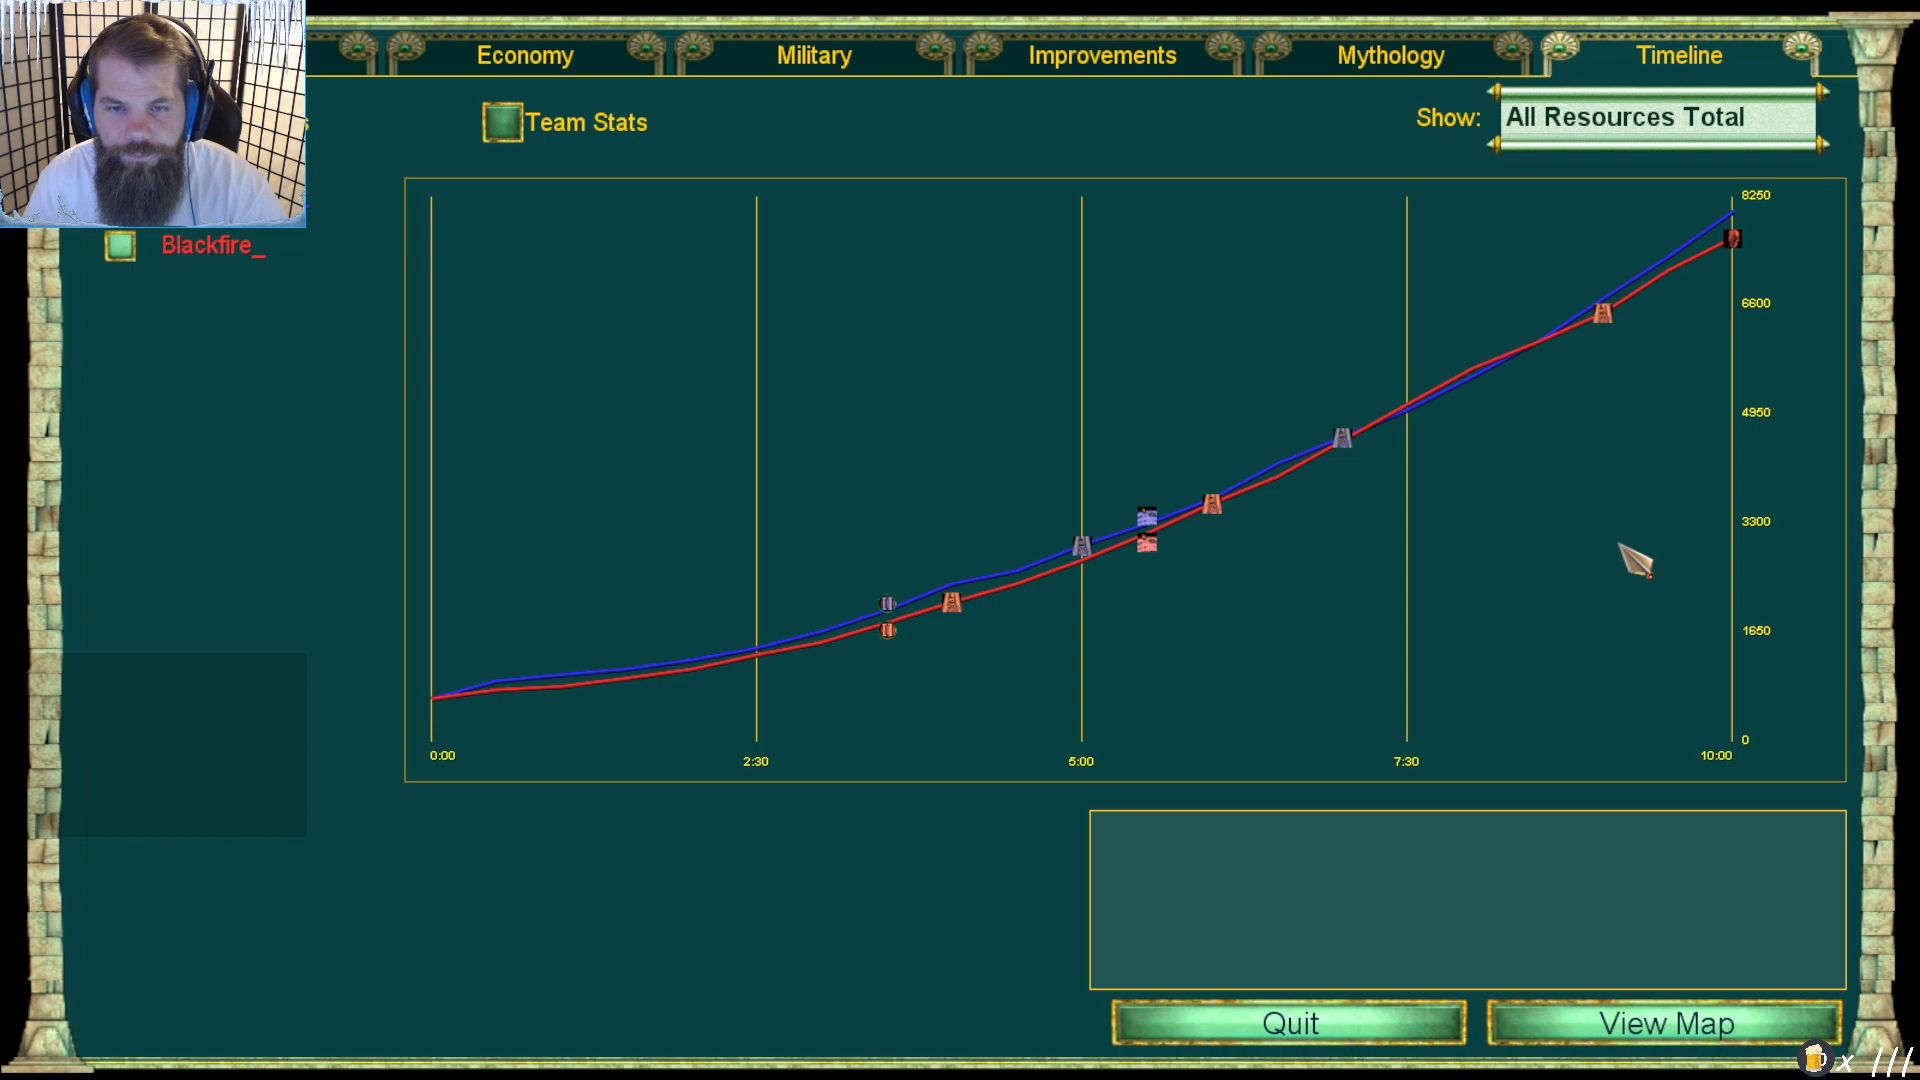 Economy
Military
Improvements
Mythology
Timeline
Team Stats
Show:
All Resources Total
Blackfire_
8250
6600
4950
3300
1650
0
0:00
2:30
5:00
7:30
10:00
Quit
View Map
x ///